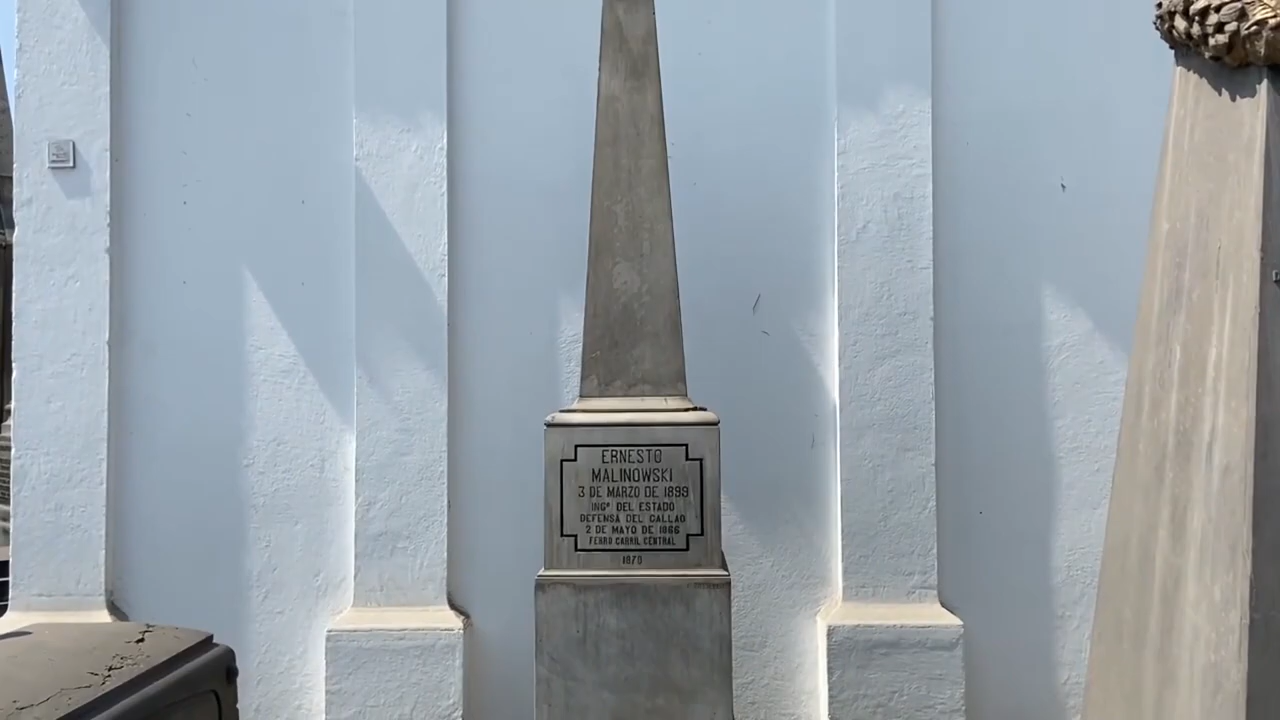 ERNESTO
MALINOWSKI
3 DE MARZO DE 1899
INGº DEL ESTADO
DEFENSA DEL CALLAO
2 DE MAYO DE 1866
FERRO CARRIL CENTRAL
1870